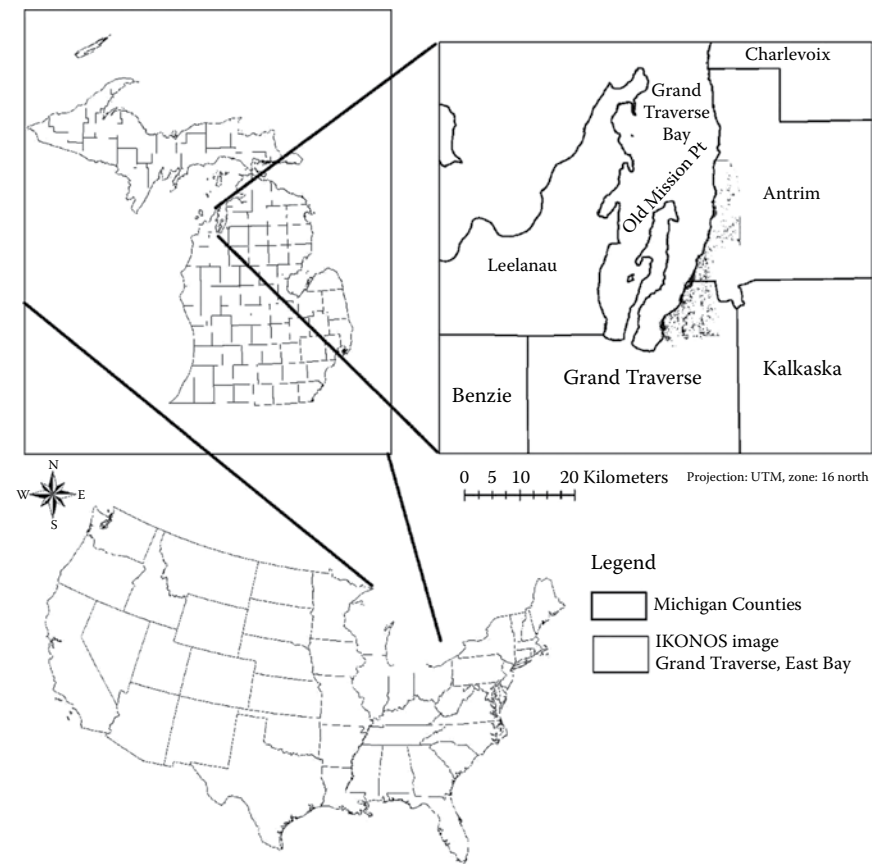 Charlevoix
Grand
Traverse
Bay
Old Mission Pt
Antrim
Leelanau
Benzie
Grand Traverse
Kalkaska
0 5 10 20 Kilometers
Projection: UTM, zone: 16 north
N
W E
S
Legend
Michigan Counties
IKONOS image
Grand Traverse, East Bay